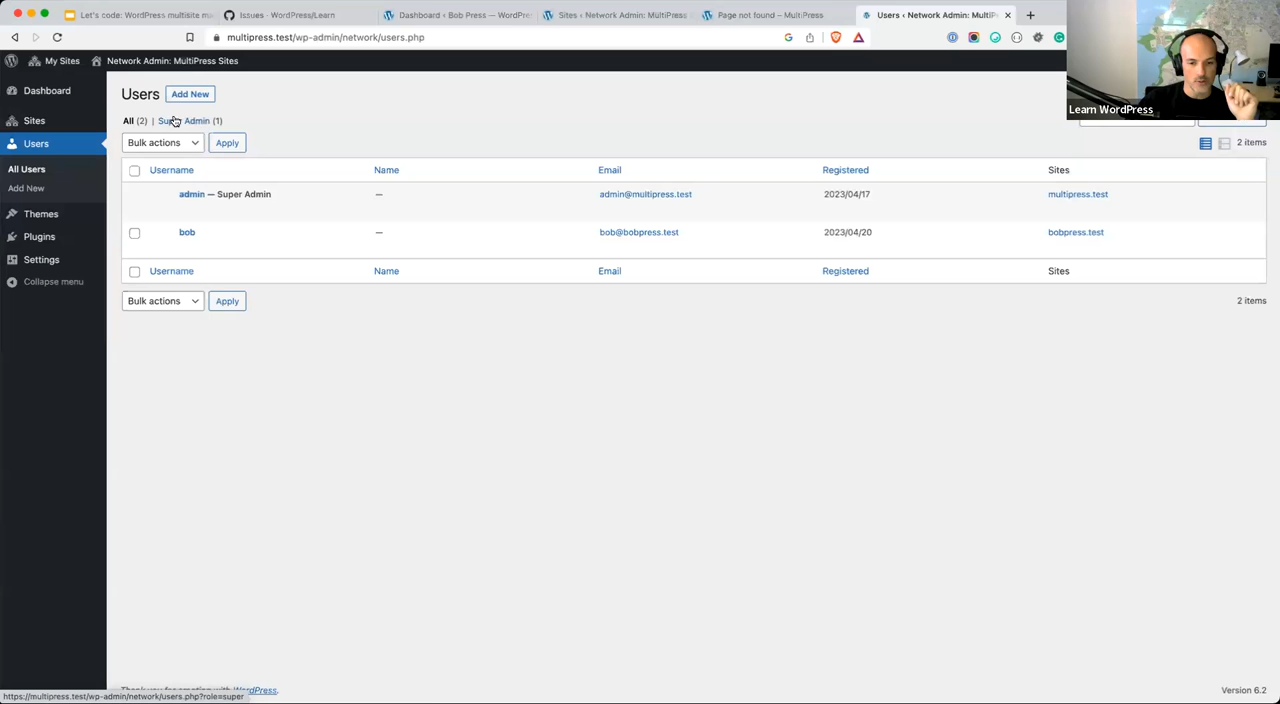 Let's code: WordPress multisite ma
Issues · WordPress/Learn
Dashboard ‹ Bob Press — WordPre
Sites ‹ Network Admin: MultiPress
Page not found – MultiPress
Users ‹ Network Admin: MultiP
multipress.test/wp-admin/network/users.php
My Sites
Network Admin: MultiPress Sites
Learn WordPress
Dashboard
Sites
Users
All Users
Add New
Themes
Plugins
Settings
Collapse menu
Users
Add New
All (2) | Super Admin (1)
Bulk actions
Apply
2 items
Username Name Email Registered Sites
admin — Super Admin — admin@multipress.test 2023/04/17 multipress.test
bob — bob@bobpress.test 2023/04/20 bobpress.test
Username Name Email Registered Sites
Bulk actions
Apply
2 items
WordPress.
Version 6.2
https://multipress.test/wp-admin/network/users.php?role=super